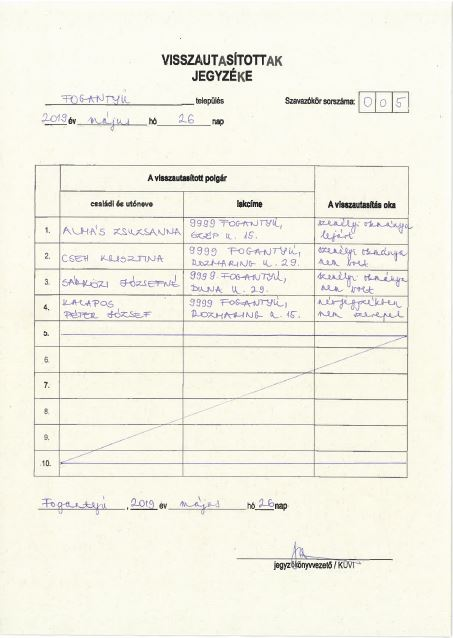 VISSZAUTASÍTOTTAK
JEGYZÉKE
FOGANTYÚ település Szavazókör sorszáma: 0 0 5
2019 év május hó 26 nap
A visszautasított polgár
családi és utóneve lakcíme A visszautasítás oka
1. ALMÁS ZSUZSANNA 9999 FOGANTYÚ, u. 15. személyi okmánya lejárt
2. CSEH KRISZTINA 9999 FOGANTYÚ, ROZMARING u. 29. személyi okmánya nem volt
3. SÁRKÖZI JÓZSEFNÉ 9999 FOGANTYÚ, DUNA u. 29. személyi okmánya nem volt
4. KALAPOS PÉTER JÓZSEF 9999 FOGANTYÚ, ROZMARING u. 15. névjegyzékben nem szerepel
5.
6.
7.
8.
9.
10.
Fogantyú, 2019 év május hó 26 nap
jegyzőkönyvvezető / KÜVI